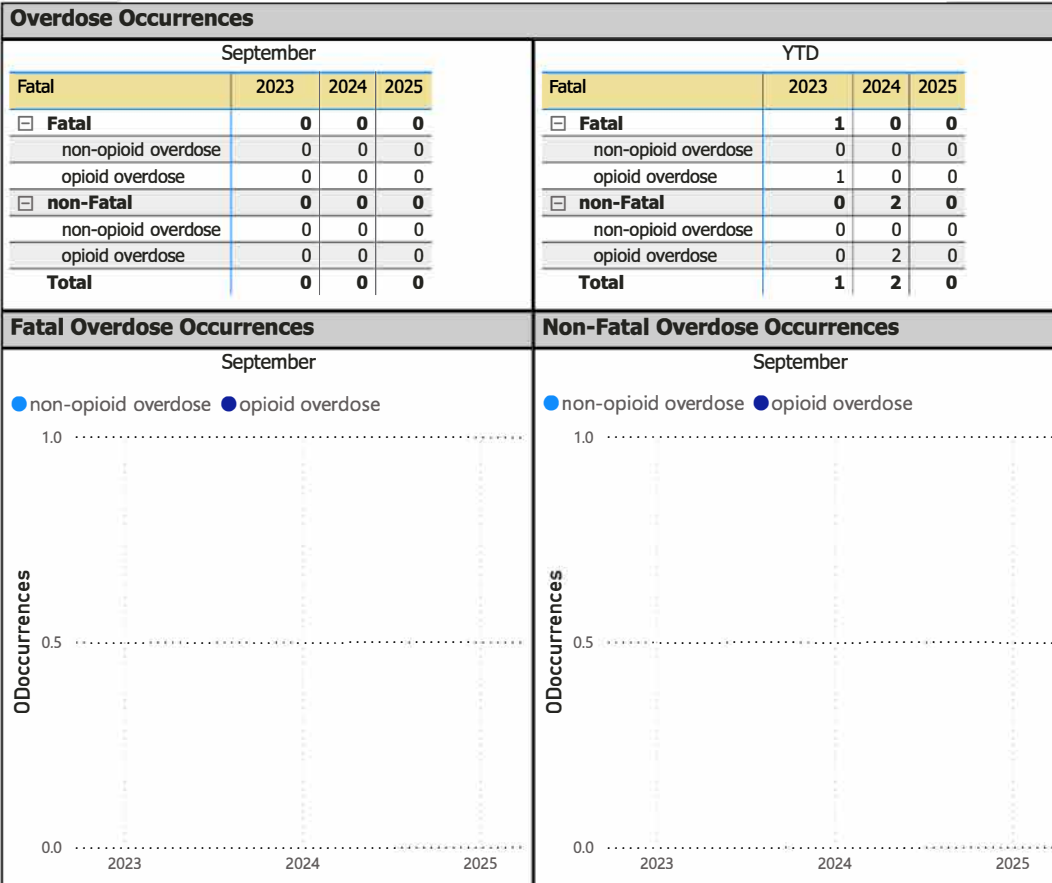 Overdose Occurrences
September
Fatal 2023 2024 2025
Fatal 0 0 0
non-opioid overdose 0 0 0
opioid overdose 0 0 0
non-Fatal 0 0 0
non-opioid overdose 0 0 0
opioid overdose 0 0 0
Total 0 0 0
YTD
Fatal 2023 2024 2025
Fatal 1 0 0
non-opioid overdose 0 0 0
opioid overdose 1 0 0
non-Fatal 0 2 0
non-opioid overdose 0 0 0
opioid overdose 0 2 0
Total 1 2 0
Fatal Overdose Occurrences
September
non-opioid overdose opioid overdose
1.0
0.5
0.0
ODoccurrences
2023 2024 2025
Non-Fatal Overdose Occurrences
September
non-opioid overdose opioid overdose
1.0
0.5
0.0
ODoccurrences
2023 2024 2025